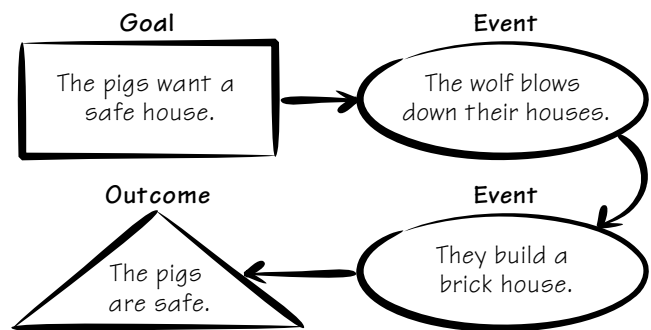 Goal
The pigs want a
safe house.
Event
The wolf blows
down their houses.
Event
They build a
brick house.
Outcome
The pigs
are safe.